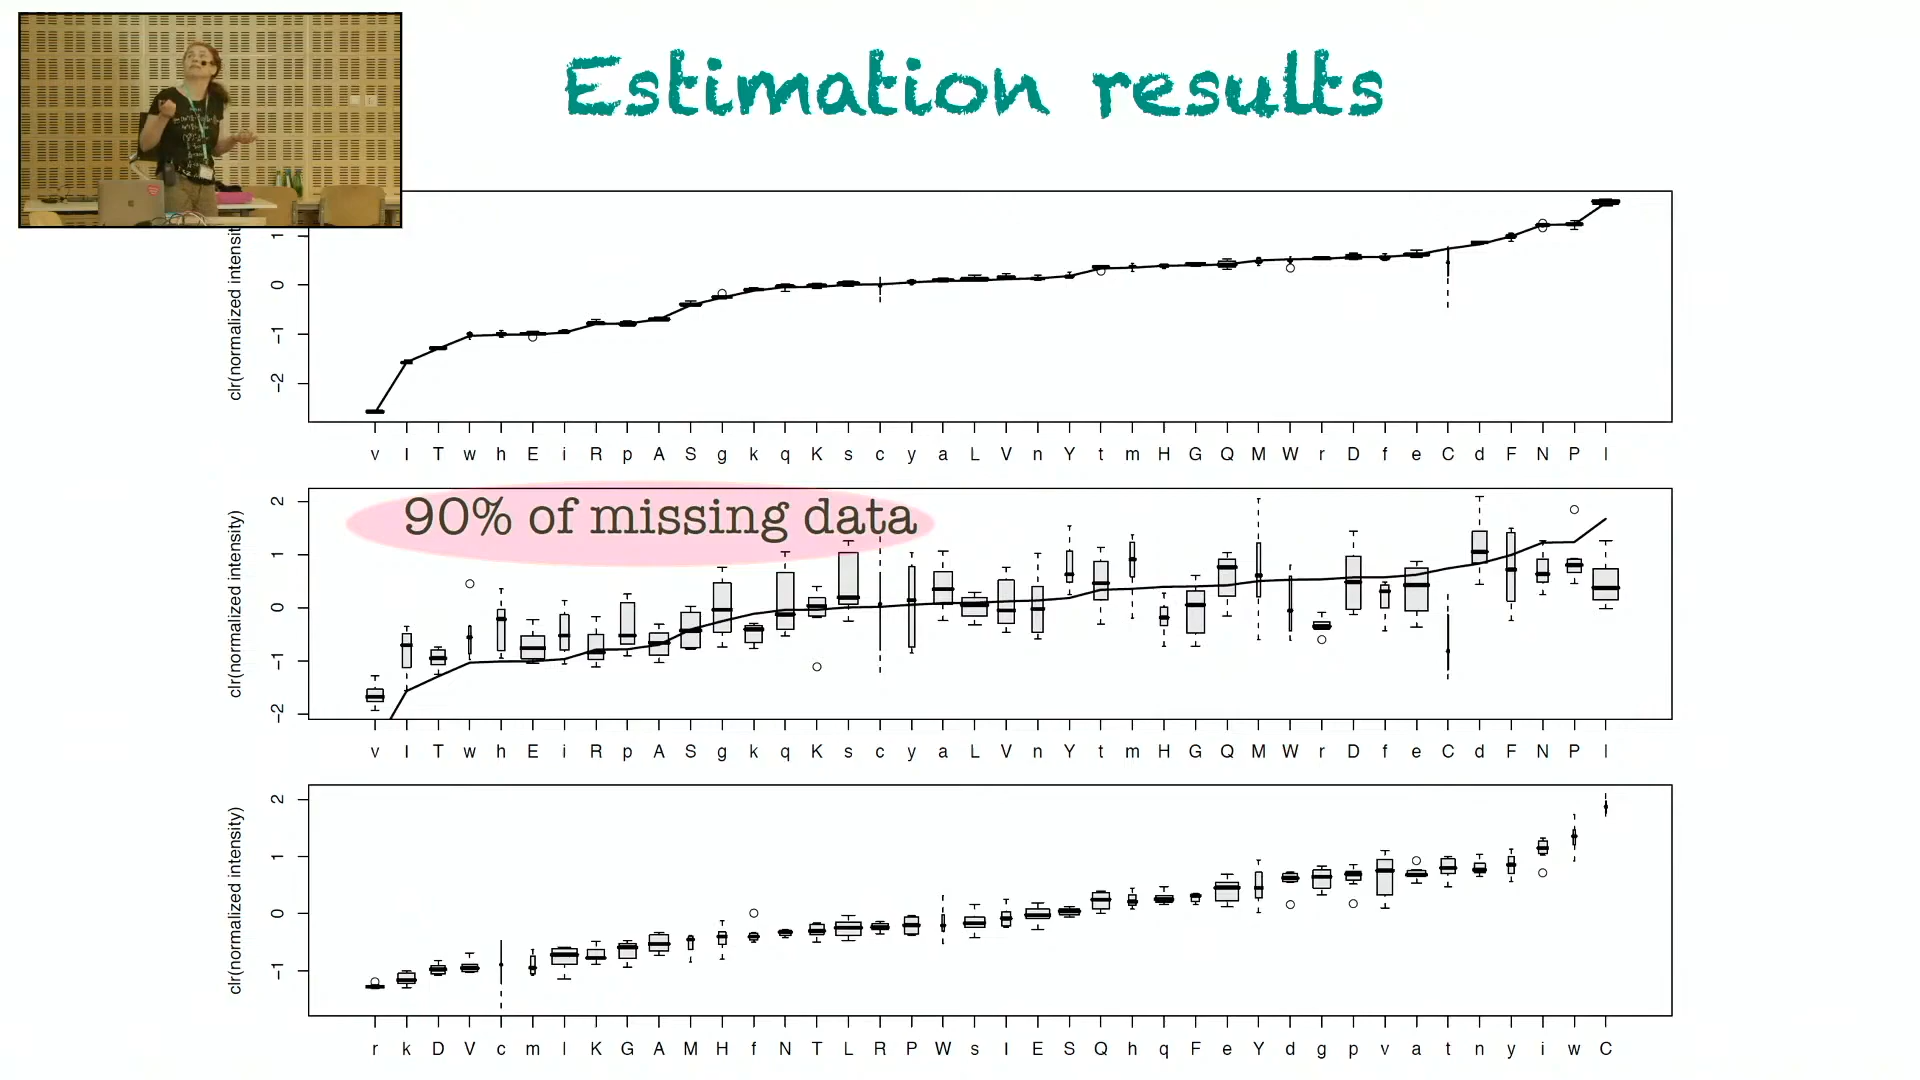 Estimation results
clr(normalized intensit
1
0
−1
−2
v I T w h E i R p A S g k q K s c y a L V n Y t m H G Q M W r D f e C d F N P l
90% of missing data
clr(normalized intensity)
2
1
0
−1
−2
v I T w h E i R p A S g k q K s c y a L V n Y t m H G Q M W r D f e C d F N P l
clr(normalized intensity)
2
1
0
−1
r k D V c m l K G A M H f N T L R P W s I E S Q h q F e Y d g p v a t n y i w C